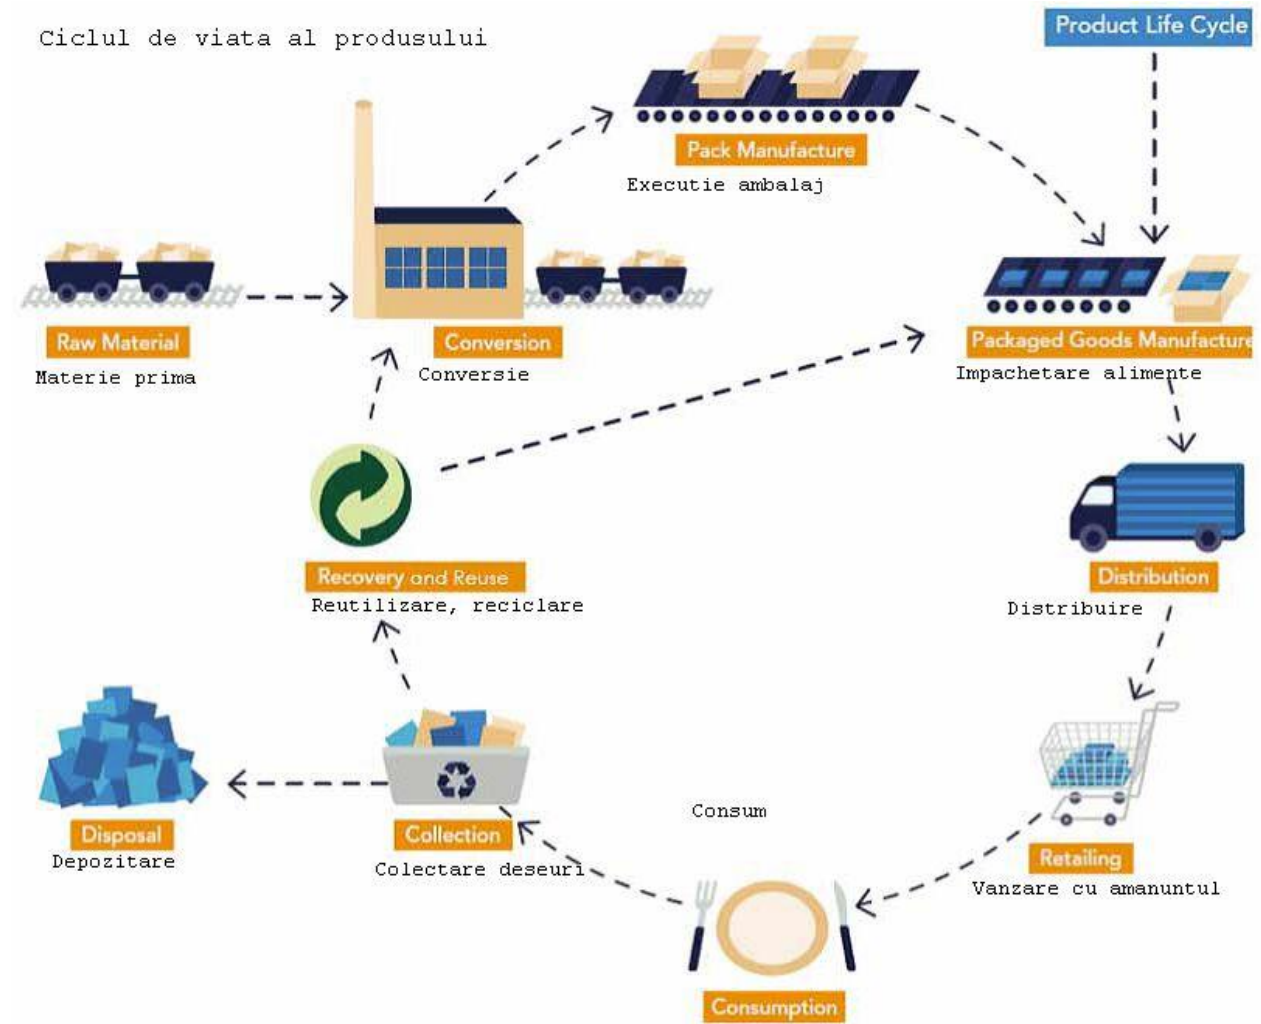 Ciclul de viata al produsului
Product Life Cycle
Pack Manufacture
Executie ambalaj
Raw Material
Materie prima
Conversion
Conversie
Packaged Goods Manufacture
Impachetare alimente
Recovery and Reuse
Reutilizare, reciclare
Distribution
Distribuire
Disposal
Depozitare
Collection
Colectare deseuri
Consum
Consumption
Retailing
Vanzare cu amanuntul